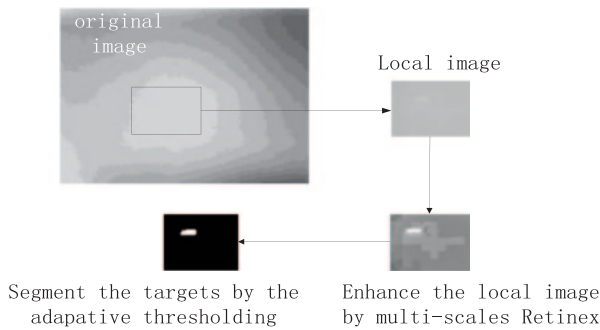 original
image
Local image
Segment the targets by the
adapative thresholding
Enhance the local image
by multi-scales Retinex